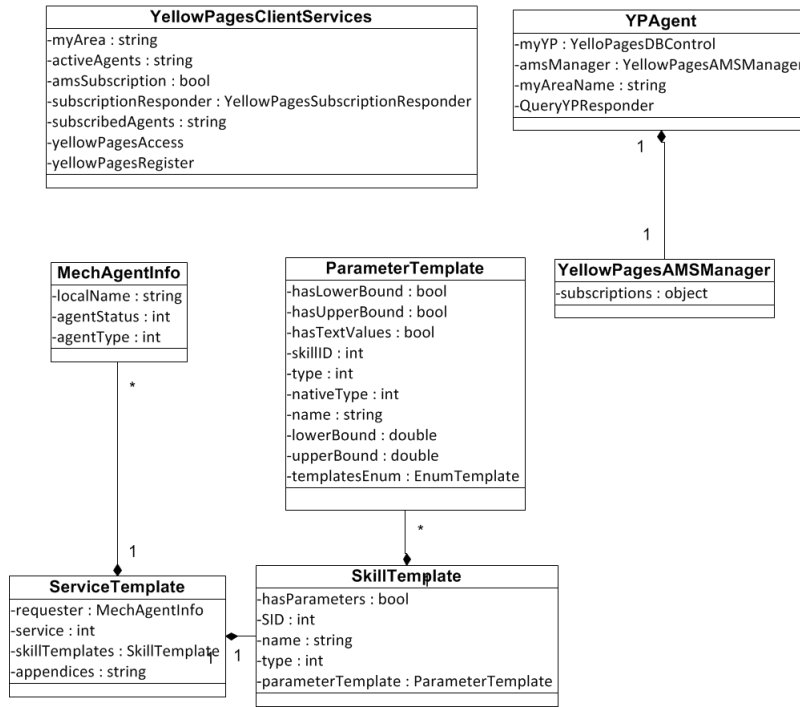 YellowPagesClientServices
-myArea : string
-activeAgents : string
-amsSubscription : bool
-subscriptionResponder : YellowPagesSubscriptionResponder
-subscribedAgents : string
-yellowPagesAccess
-yellowPagesRegister
YPAgent
-myYP : YelloPagesDBControl
-amsManager : YellowPagesAMSManager
-myAreaName : string
-QueryYPResponder
1
1
YellowPagesAMSManager
-subscriptions : object
MechAgentInfo
-localName : string
-agentStatus : int
-agentType : int
*
1
ParameterTemplate
-hasLowerBound : bool
-hasUpperBound : bool
-hasTextValues : bool
-skillID : int
-type : int
-nativeType : int
-name : string
-lowerBound : double
-upperBound : double
-templatesEnum : EnumTemplate
*
ServiceTemplate
-requester : MechAgentInfo
-service : int
-skillTemplates : SkillTemplate
-appendices : string
1
1
SkillTemplate
-hasParameters : bool
-SID : int
-name : string
-type : int
-parameterTemplate : ParameterTemplate